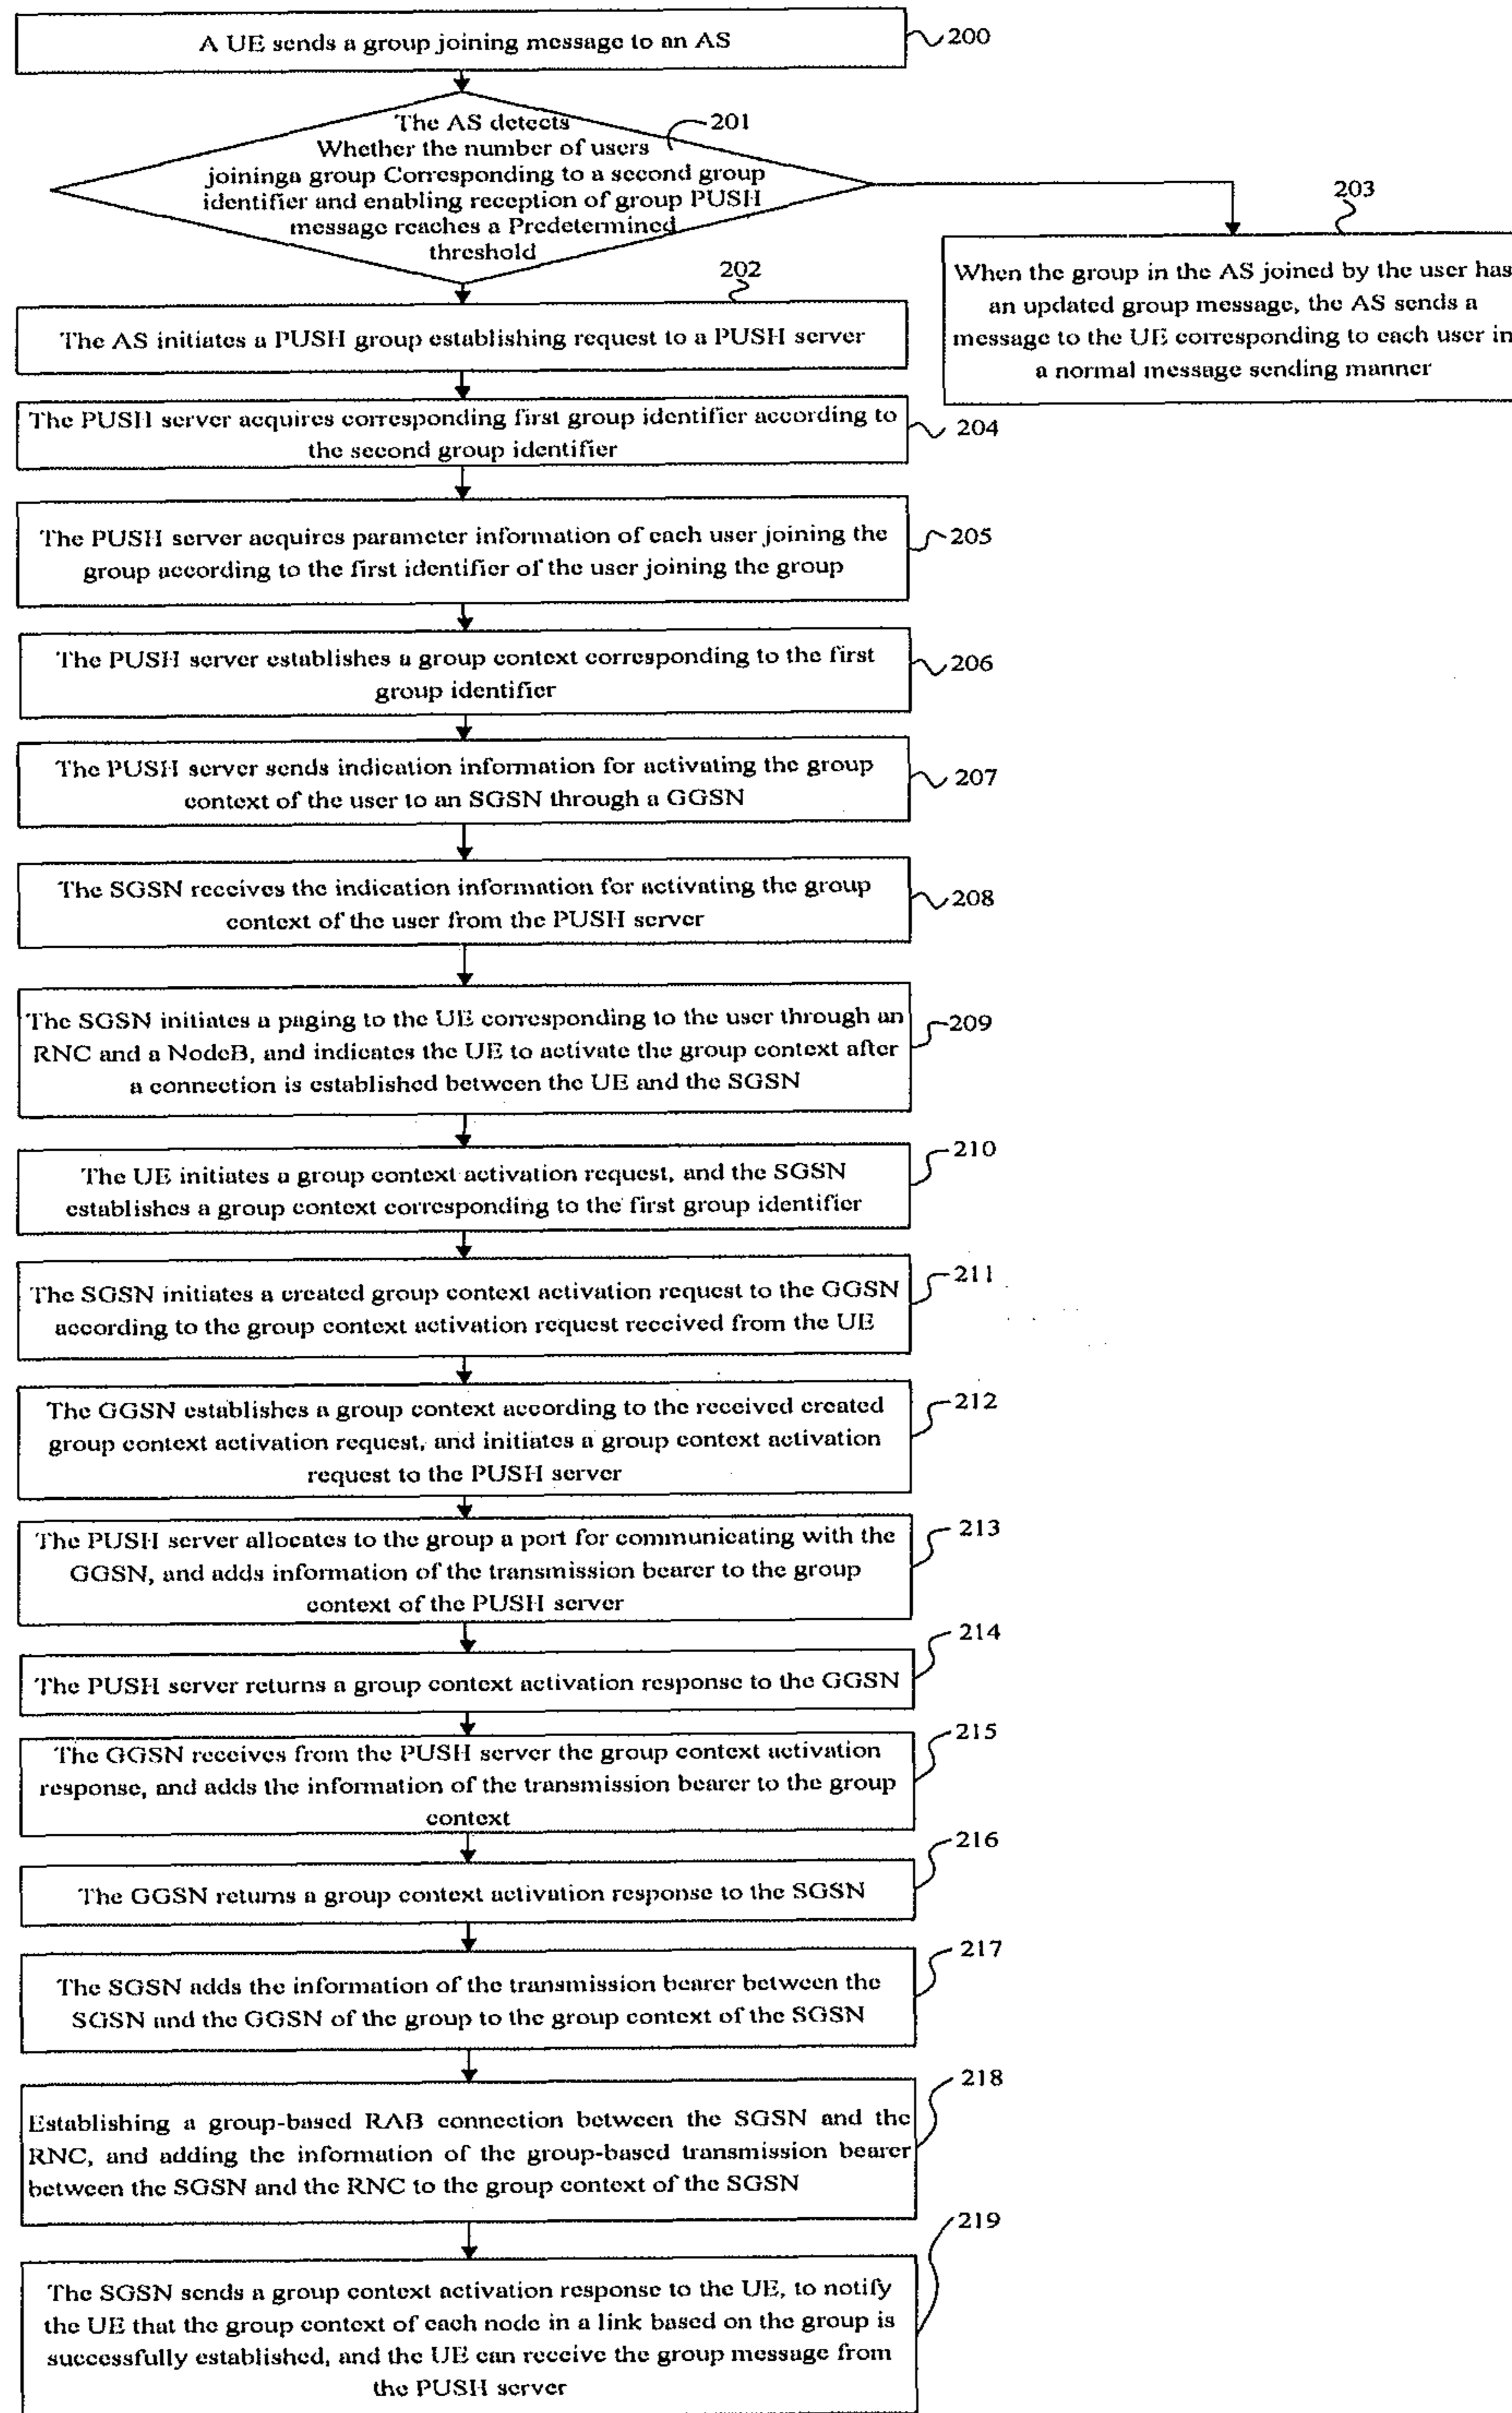 A UE sends a group joining message to an AS
200
The AS detects
201
Whether the number of users
joininga group Corresponding to a second group
identifier and enabling reception of group PUSH
message reaches a Predetermined
threshold
203
When the group in the AS joined by the user has
an updated group message, the AS sends a
message to the UE corresponding to each user in
a normal message sending manner
202
The AS initiates a PUSH group establishing request to a PUSH server
The PUSH server acquires corresponding first group identifier according to
the second group identifier
204
The PUSH server acquires parameter information of each user joining the
group according to the first identifier of the user joining the group
205
The PUSH server establishes a group context corresponding to the first
group identifier
206
The PUSH server sends indication information for activating the group
context of the user to an SGSN through a GGSN
207
The SGSN receives the indication information for activating the group
context of the user from the PUSH server
208
The SGSN initiates a paging to the UE corresponding to the user through an
RNC and a NodeB, and indicates the UE to activate the group context after
a connection is established between the UE and the SGSN
209
The UE initiates a group context activation request, and the SGSN
establishes a group context corresponding to the first group identifier
210
The SGSN initiates a created group context activation request to the GGSN
according to the group context activation request received from the UE
211
The GGSN establishes a group context according to the received created
group context activation request, and initiates a group context activation
request to the PUSH server
212
The PUSH server allocates to the group a port for communicating with the
GGSN, and adds information of the transmission bearer to the group
context of the PUSH server
213
The PUSH server returns a group context activation response to the GGSN
214
The GGSN receives from the PUSH server the group context activation
response, and adds the information of the transmission bearer to the group
context
215
The GGSN returns a group context activation response to the SGSN
216
The SGSN adds the information of the transmission bearer between the
SGSN and the GGSN of the group to the group context of the SGSN
217
Establishing a group-based RAB connection between the SGSN and the
RNC, and adding the information of the group-based transmission bearer
between the SGSN and the RNC to the group context of the SGSN
218
The SGSN sends a group context activation response to the UE, to notify
the UE that the group context of each node in a link based on the group is
successfully established, and the UE can receive the group message from
the PUSH server
219